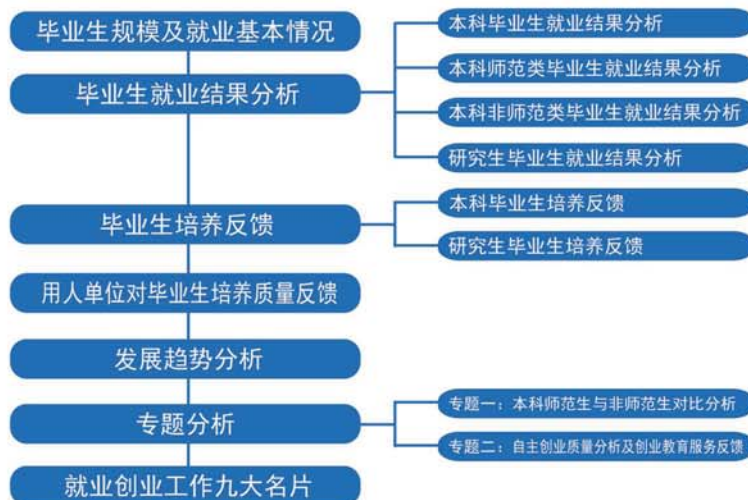 毕业生规模及就业基本情况
毕业生就业结果分析
本科毕业生就业结果分析
本科师范类毕业生就业结果分析
本科非师范类毕业生就业结果分析
研究生毕业生就业结果分析
毕业生培养反馈
本科毕业生培养反馈
研究生毕业生培养反馈
用人单位对毕业生培养质量反馈
发展趋势分析
专题分析
专题一：本科师范生与非师范生对比分析
专题二：自主创业质量分析及创业教育服务反馈
就业创业工作九大名片